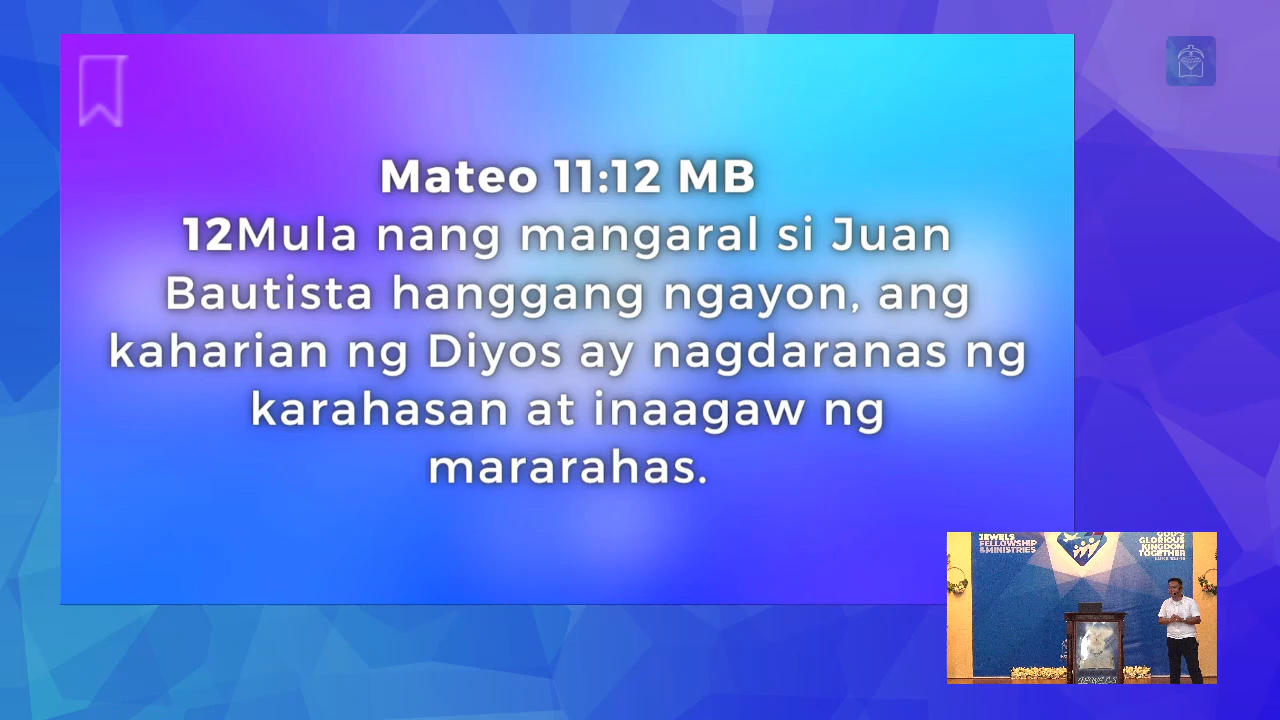 Mateo 11:12 MB
12Mula nang mangaral si Juan
Bautista hanggang ngayon, ang
kaharian ng Diyos ay nagdaranas ng
karahasan at inaagaw ng
mararahas.
JEWELS
FELLOWSHIP
&MINISTRIES
GLORIOUS
KINGDOM
TOGETHER
JEWELS